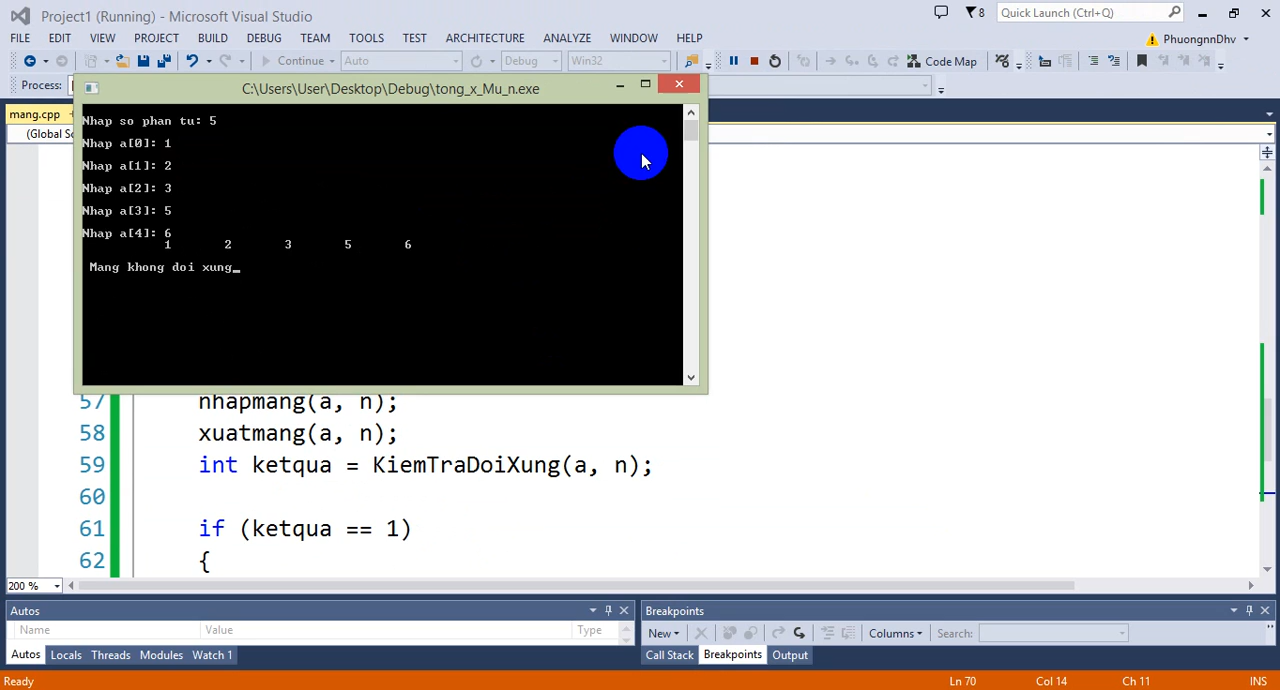 Project1 (Running) - Microsoft Visual Studio
8
Quick Launch (Ctrl+Q)
FILE EDIT VIEW PROJECT BUILD DEBUG TEAM TOOLS TEST ARCHITECTURE ANALYZE WINDOW HELP
PhuongnnDhv
Continue Auto Debug Win32 Code Map
Process:
C:\Users\User\Desktop\Debug\tong_x_Mu_n.exe
mang.cpp
(Global
Nhap so phan tu: 5
Nhap a[0]: 1
Nhap a[1]: 2
Nhap a[2]: 3
Nhap a[3]: 5
Nhap a[4]: 6
1 2 3 5 6
Mang khong doi xung_
57 nhapmang(a, n);
58 xuatmang(a, n);
59 int ketqua = KiemTraDoiXung(a, n);
60
61 if (ketqua == 1)
62 {
200 %
Autos
Name Value Type
Autos Locals Threads Modules Watch 1
Breakpoints
New Columns Search:
Call Stack Breakpoints Output
Ready Ln 70 Col 14 Ch 11 INS